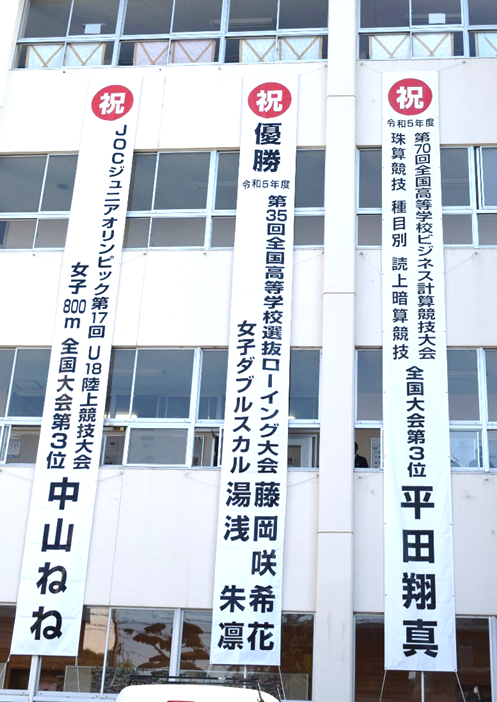 祝
令和5年度
第70回全国高等学校ビジネス計算競技大会
珠算競技 種目別 読上暗算競技
全国大会第3位
平田翔真
祝
優勝
令和5年度
第35回全国高等学校選抜ローイング大会
女子ダブルスカル
藤岡咲希花
湯浅朱凛
祝
JOCジュニアオリンピック第17回U18陸上競技大会
女子800m 全国大会第3位
中山ねね